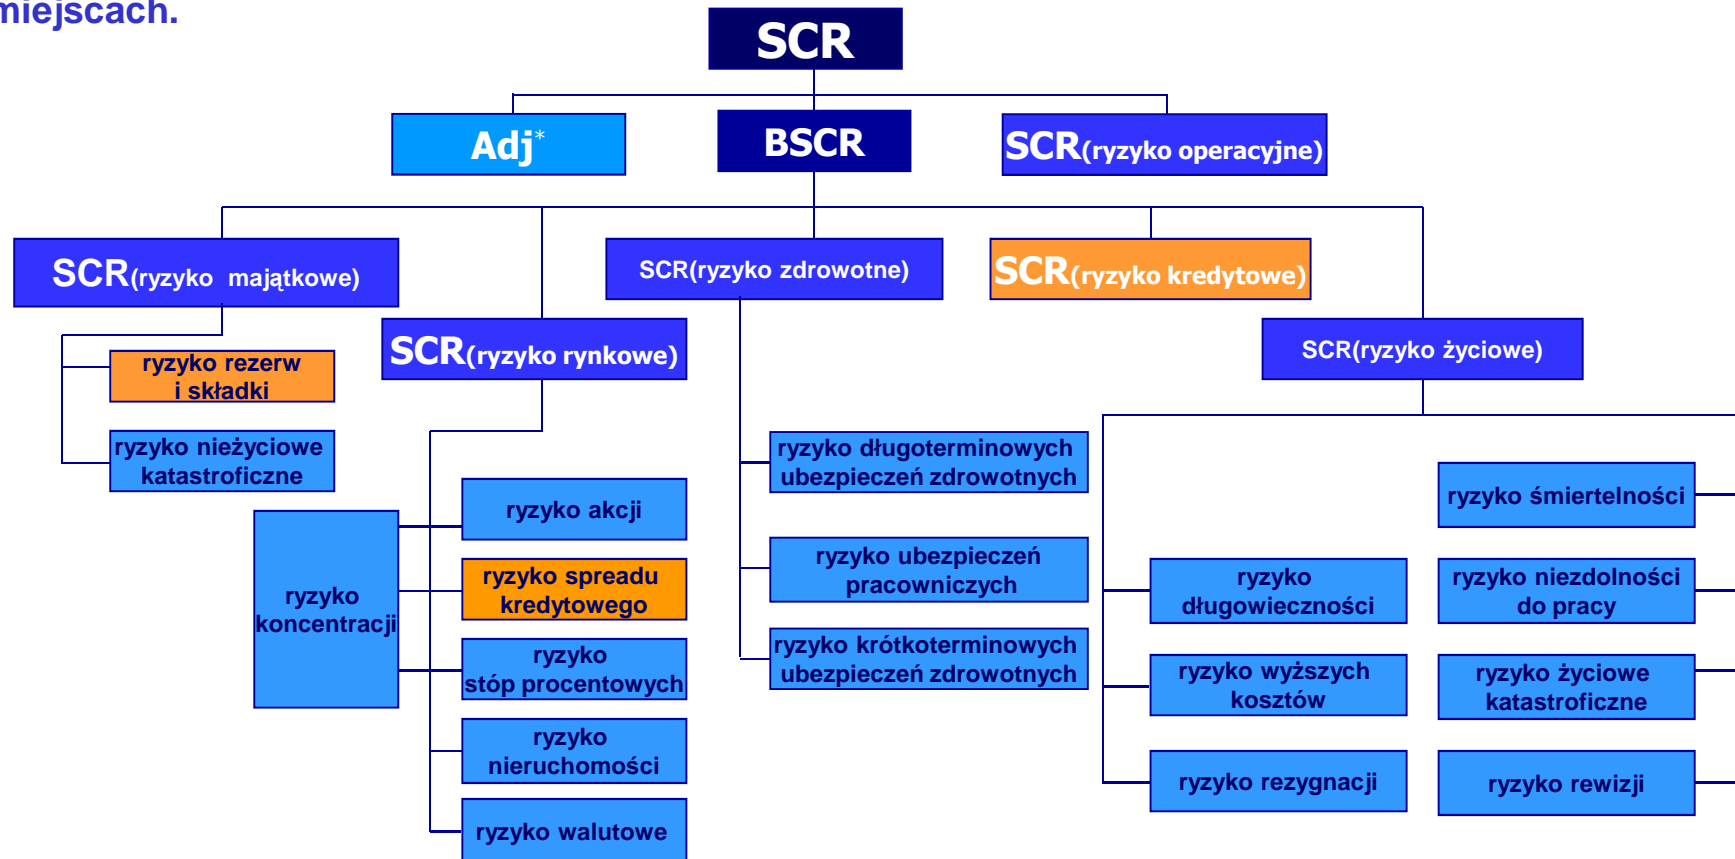 miejscach.
SCR
Adj*
BSCR
SCR(ryzyko operacyjne)
SCR(ryzyko majątkowe)
SCR(ryzyko zdrowotne)
SCR(ryzyko kredytowe)
SCR(ryzyko rynkowe)
SCR(ryzyko życiowe)
ryzyko rezerw
i składki
ryzyko nieżyciowe
katastroficzne
ryzyko
koncentracji
ryzyko akcji
ryzyko spreadu
kredytowego
ryzyko
stóp procentowych
ryzyko
nieruchomości
ryzyko walutowe
ryzyko długoterminowych
ubezpieczeń zdrowotnych
ryzyko ubezpieczeń
pracowniczych
ryzyko krótkoterminowych
ubezpieczeń zdrowotnych
ryzyko
długowieczności
ryzyko wyższych
kosztów
ryzyko rezygnacji
ryzyko śmiertelności
ryzyko niezdolności
do pracy
ryzyko życiowe
katastroficzne
ryzyko rewizji